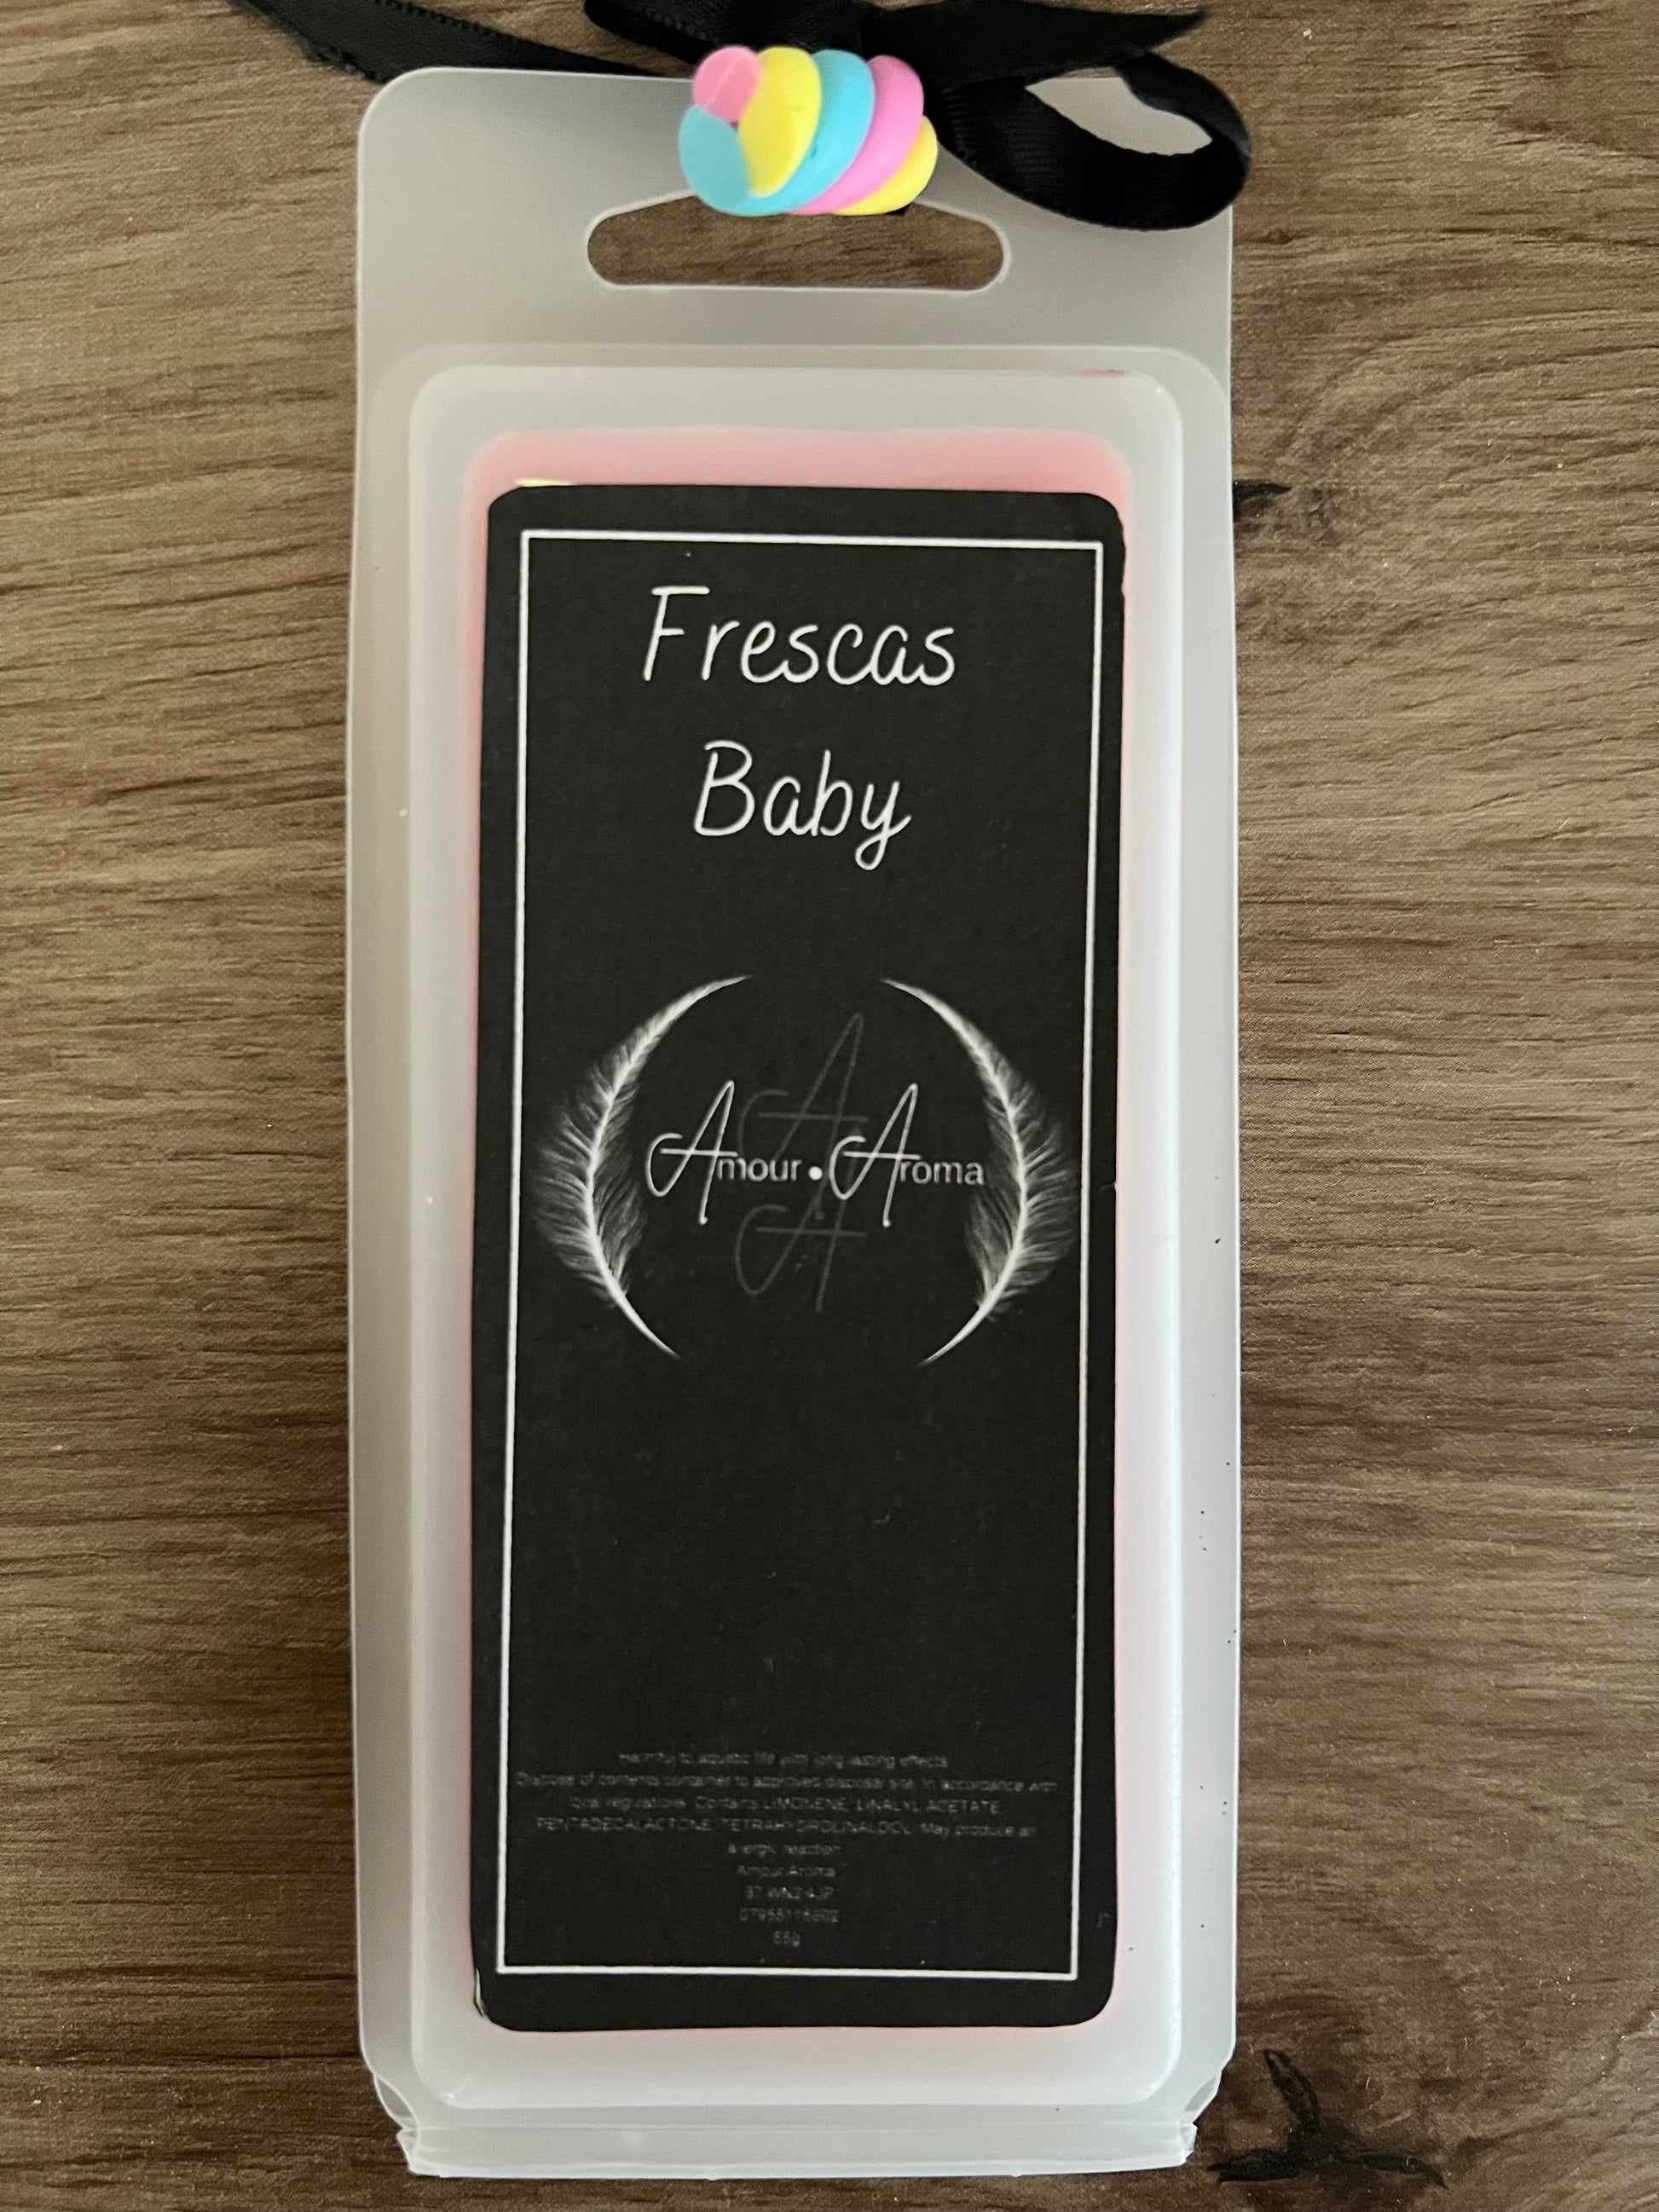 Frescas
Baby
Amour • Aroma
Harmful to aquatic life with long lasting effects
Dispose of contents container to approved disposal site. In accordance with
local regulations. Contains LIMONENE, LINALYL ACETATE,
PENTADECALACTONE, TETRAHYDROLINALOOL. May produce an
Allergic reaction
Amour Aroma